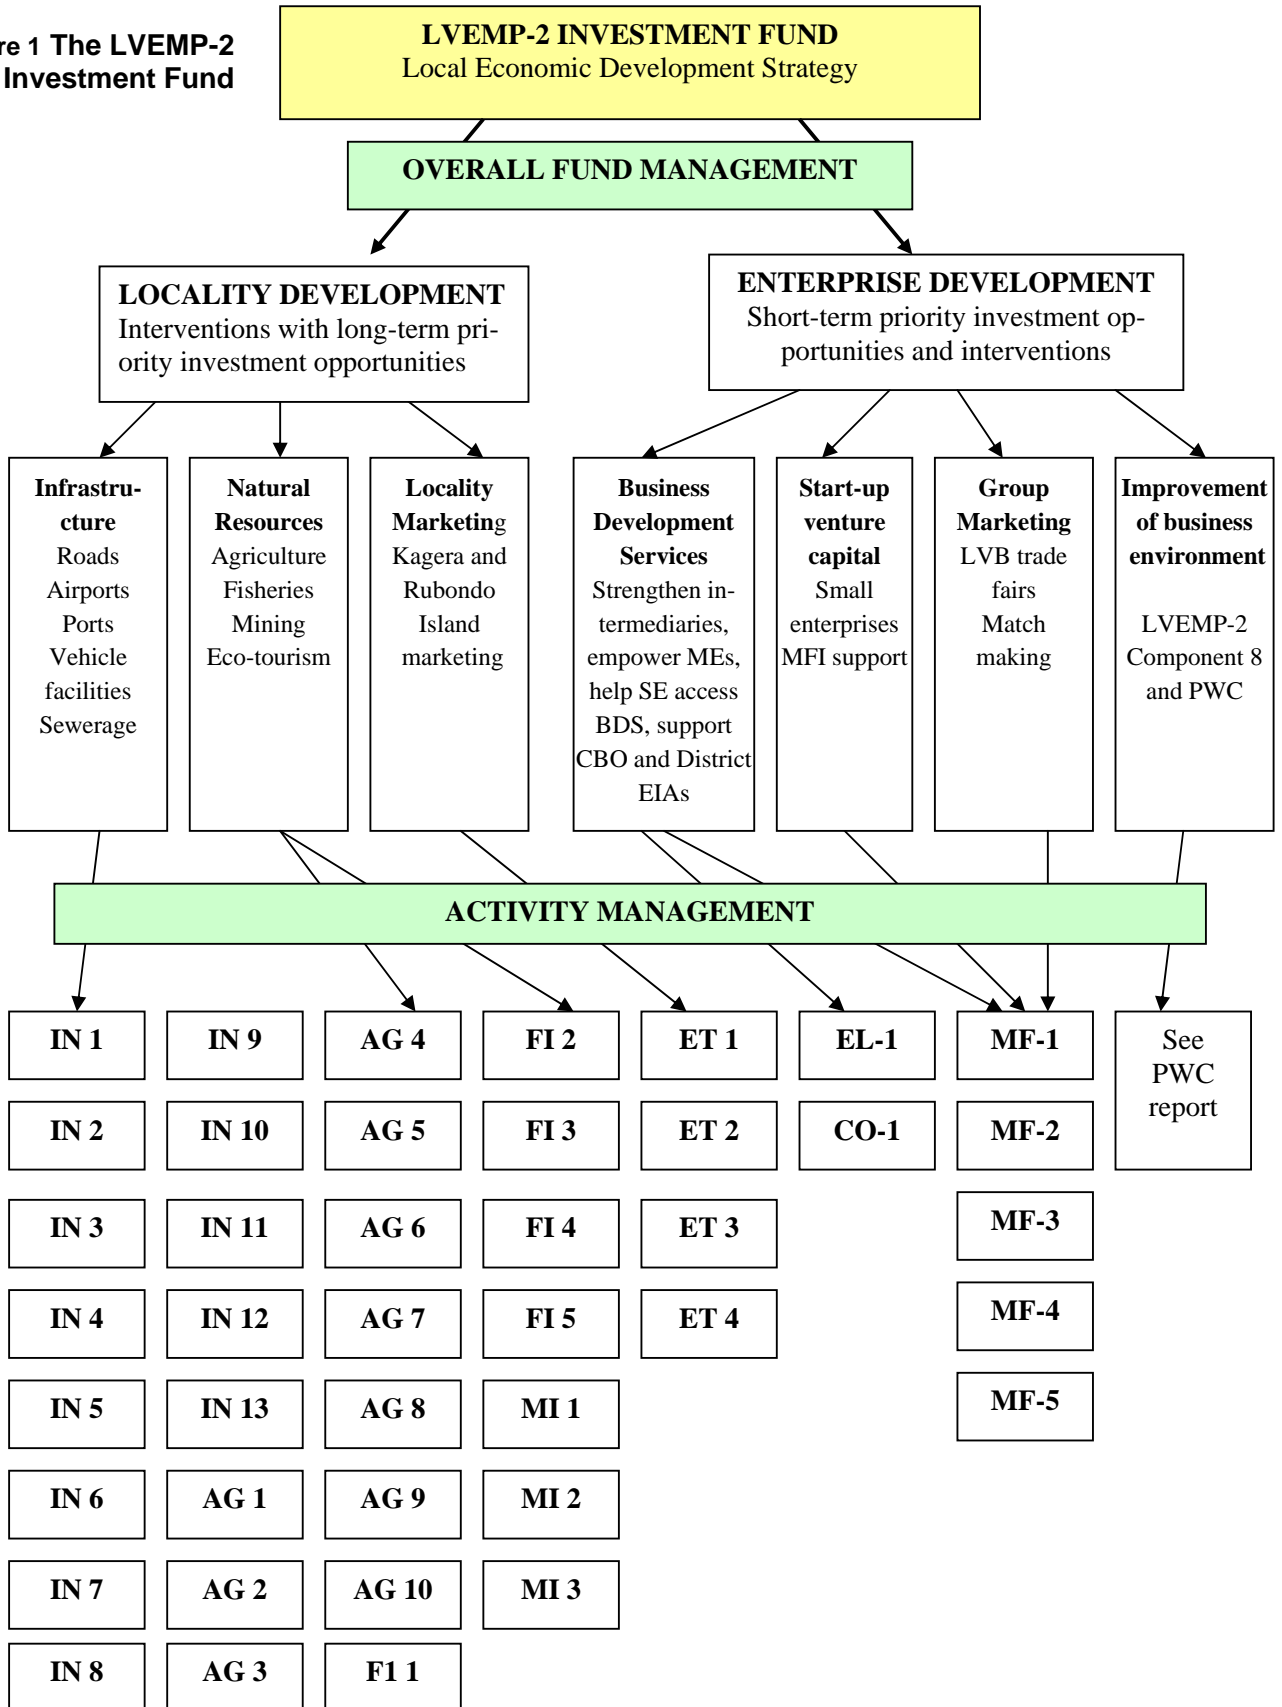 re 1 The LVEMP-2
Investment Fund
LVEMP-2 INVESTMENT FUND
Local Economic Development Strategy
OVERALL FUND MANAGEMENT
LOCALITY DEVELOPMENT
Interventions with long-term pri-
ority investment opportunities
ENTERPRISE DEVELOPMENT
Short-term priority investment op-
portunities and interventions
Infrastru-
cture
Roads
Airports
Ports
Vehicle
facilities
Sewerage
Natural
Resources
Agriculture
Fisheries
Mining
Eco-tourism
Locality
Marketing
Kagera and
Rubondo
Island
marketing
Business
Development
Services
Strengthen in-
termediaries,
empower MEs,
help SE access
BDS, support
CBO and District
EIAs
Start-up
venture
capital
Small
enterprises
MFI support
Group
Marketing
LVB trade
fairs
Match
making
Improvement
of business
environment
LVEMP-2
Component 8
and PWC
ACTIVITY MANAGEMENT
IN 1
IN 2
IN 3
IN 4
IN 5
IN 6
IN 7
IN 8
IN 9
IN 10
IN 11
IN 12
IN 13
AG 1
AG 2
AG 3
AG 4
AG 5
AG 6
AG 7
AG 8
AG 9
AG 10
F1 1
FI 2
FI 3
FI 4
FI 5
MI 1
MI 2
MI 3
ET 1
ET 2
ET 3
ET 4
EL-1
CO-1
MF-1
MF-2
MF-3
MF-4
MF-5
See
PWC
report